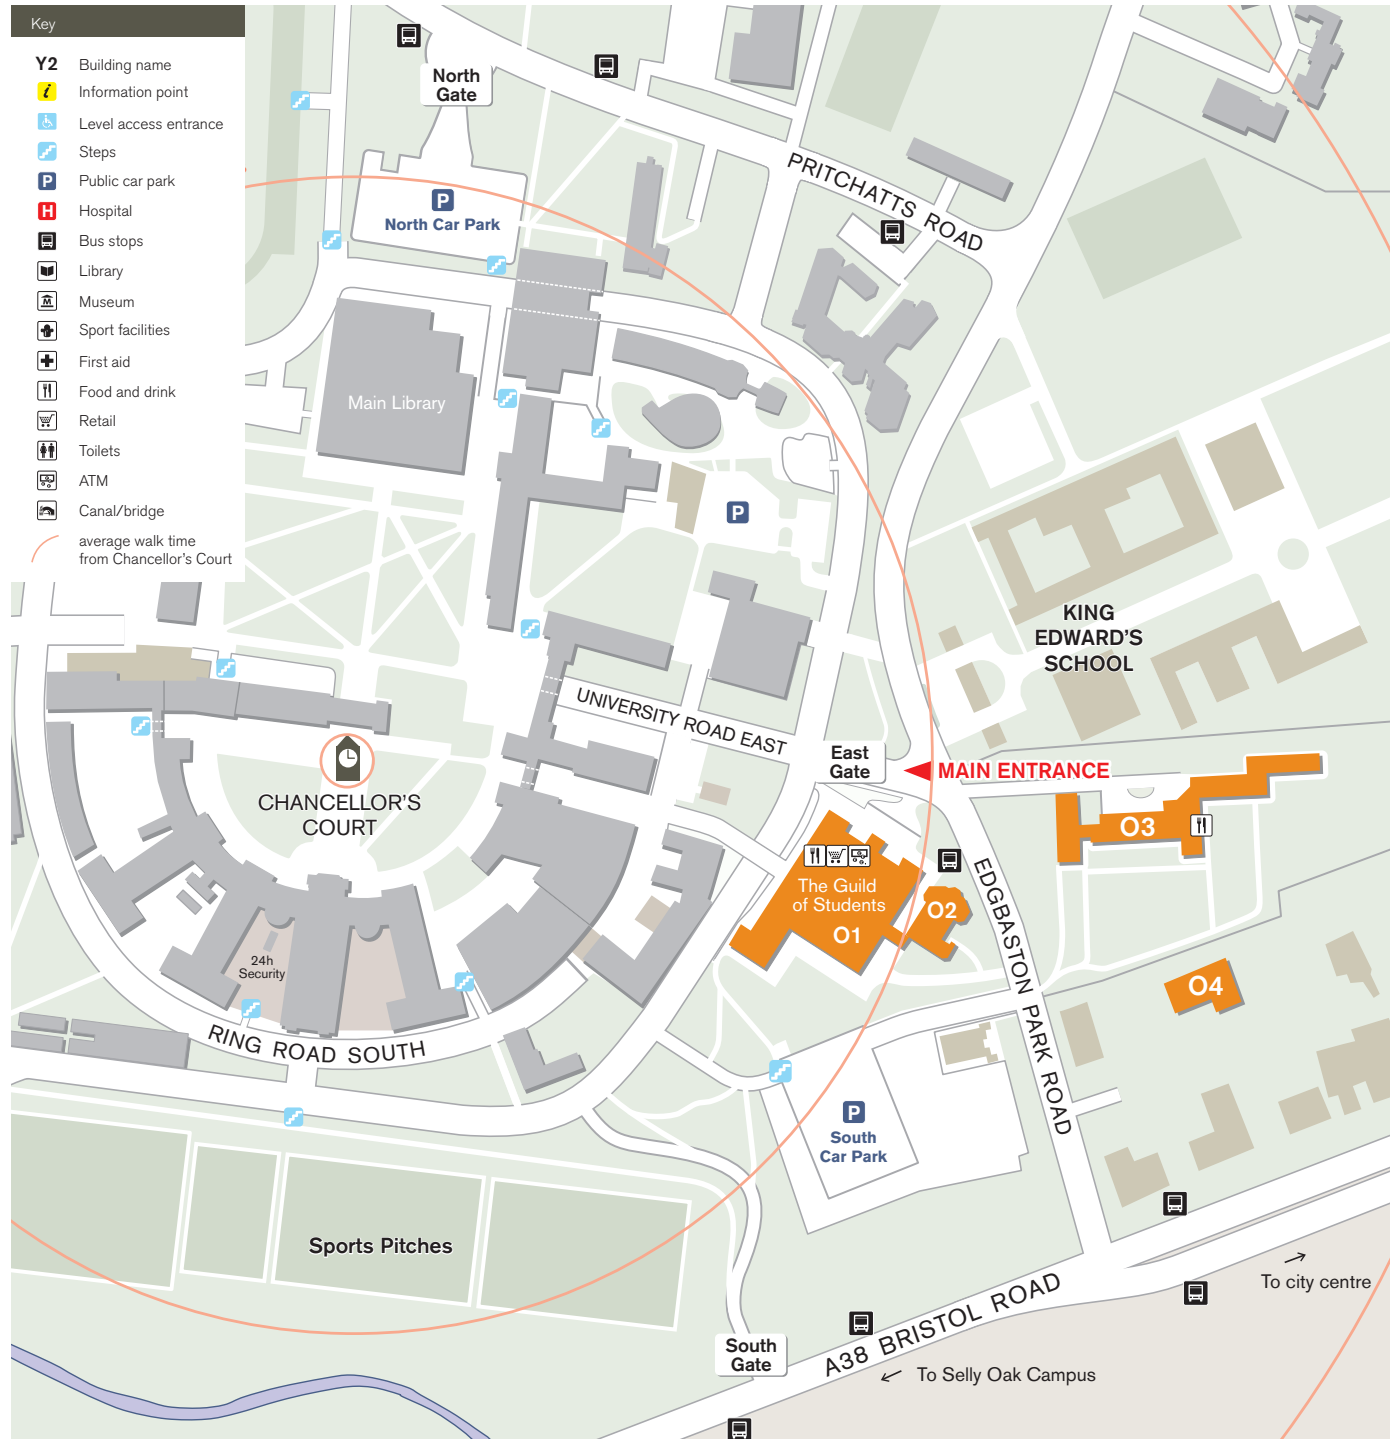 Key
Y2 Building name
i Information point
Level access entrance
Steps
P Public car park
H Hospital
Bus stops
Library
M Museum
Sport facilities
First aid
Food and drink
Retail
Toilets
ATM
Canal/bridge
average walk time
from Chancellor's Court
North
Gate
PRITCHATTS ROAD
P
North Car Park
Main Library
P
KING
EDWARD'S
SCHOOL
UNIVERSITY ROAD EAST
East
Gate
MAIN ENTRANCE
CHANCELLOR'S
COURT
O3
The Guild
of Students
O1
O2
EDGBASTON PARK ROAD
24h
Security
O4
RING ROAD SOUTH
P
South
Car Park
Sports Pitches
To city centre
A38 BRISTOL ROAD
South
Gate
To Selly Oak Campus